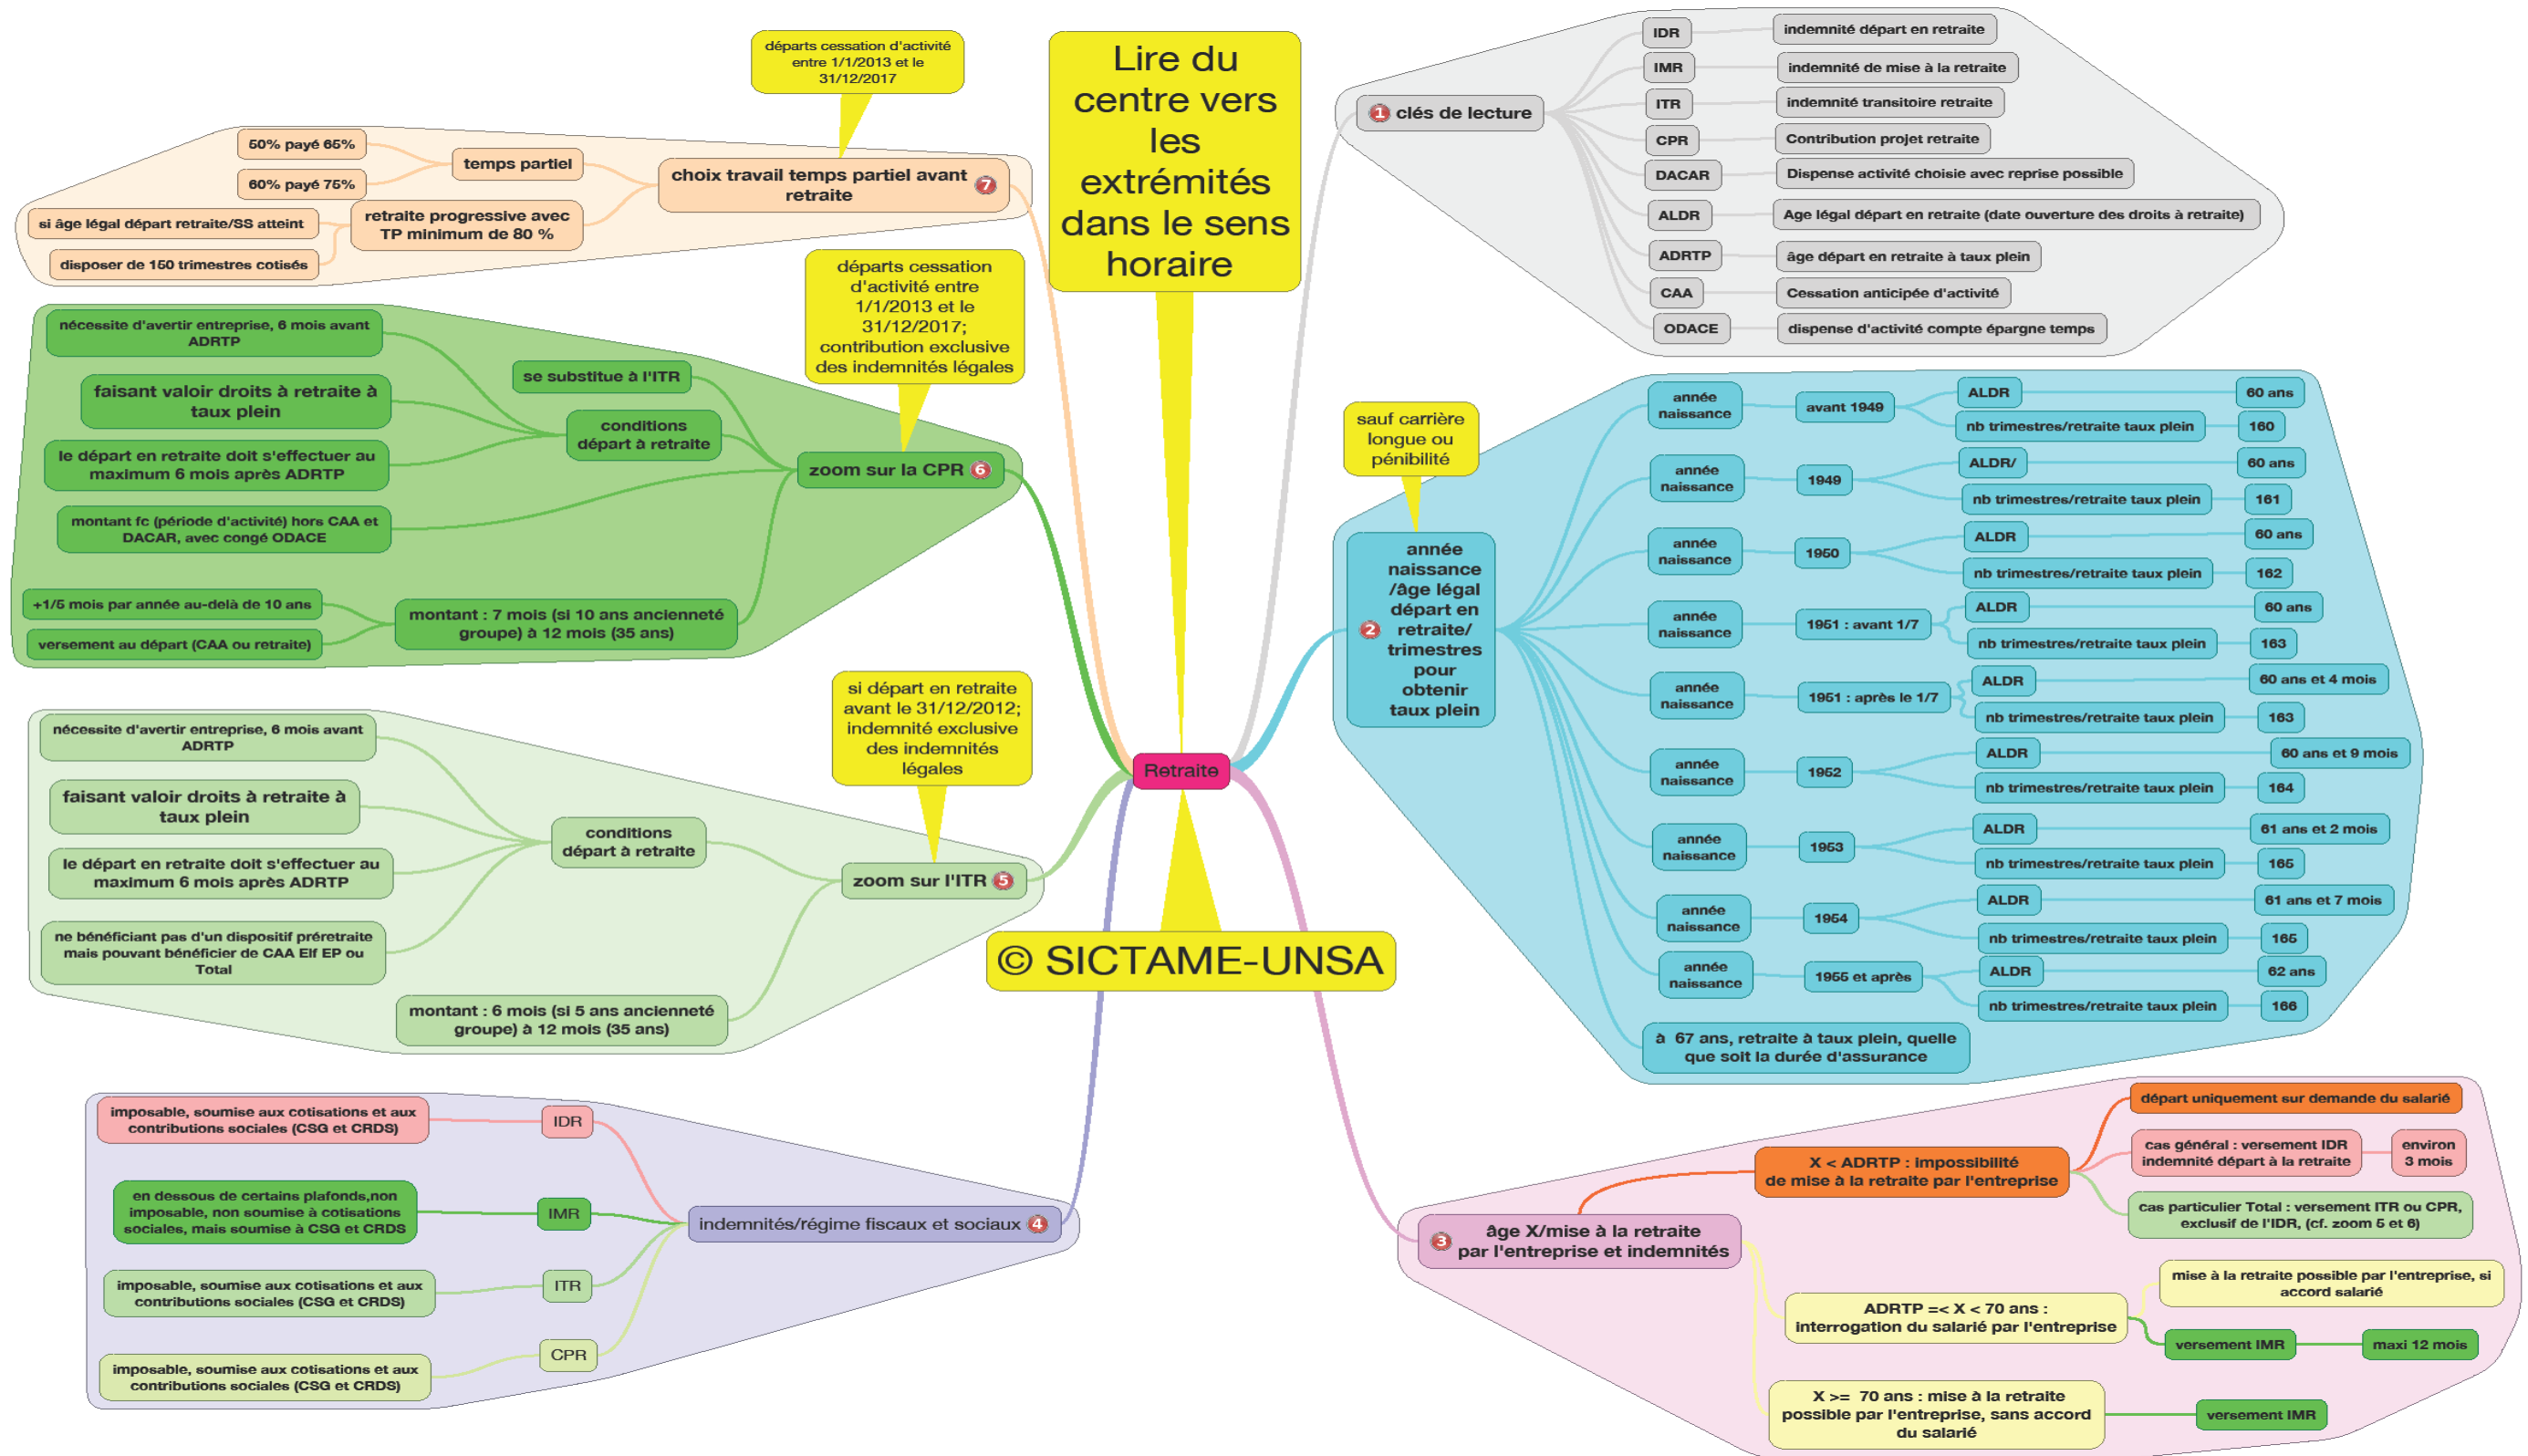 Lire du
centre vers
les
extrémités
dans le sens
horaire
Retraite
© SICTAME-UNSA
1 clés de lecture
IDR
indemnité départ en retraite
IMR
indemnité de mise à la retraite
ITR
indemnité transitoire retraite
CPR
Contribution projet retraite
DACAR
Dispense activité choisie avec reprise possible
ALDR
Age légal départ en retraite (date ouverture des droits à retraite)
ADRTP
âge départ en retraite à taux plein
CAA
Cessation anticipée d'activité
ODACE
dispense d'activité compte épargne temps
sauf carrière
longue ou
pénibilité
2
année
naissance
/âge légal
départ en
retraite/
trimestres
pour
obtenir
taux plein
année
naissance
avant 1949
ALDR
60 ans
nb trimestres/retraite taux plein
160
année
naissance
1949
ALDR/
60 ans
nb trimestres/retraite taux plein
161
année
naissance
1950
ALDR
60 ans
nb trimestres/retraite taux plein
162
année
naissance
1951 : avant 1/7
ALDR
60 ans
nb trimestres/retraite taux plein
163
année
naissance
1951 : après le 1/7
ALDR
60 ans et 4 mois
nb trimestres/retraite taux plein
163
année
naissance
1952
ALDR
60 ans et 9 mois
nb trimestres/retraite taux plein
164
année
naissance
1953
ALDR
61 ans et 2 mois
nb trimestres/retraite taux plein
165
année
naissance
1954
ALDR
61 ans et 7 mois
nb trimestres/retraite taux plein
165
année
naissance
1955 et après
ALDR
62 ans
nb trimestres/retraite taux plein
166
à 67 ans, retraite à taux plein, quelle
que soit la durée d'assurance
3
âge X/mise à la retraite
par l'entreprise et indemnités
X < ADRTP : impossibilité
de mise à la retraite par l'entreprise
départ uniquement sur demande du salarié
cas général : versement IDR
indemnité départ à la retraite
environ
3 mois
cas particulier Total : versement ITR ou CPR,
exclusif de l'IDR, (cf. zoom 5 et 6)
ADRTP =< X < 70 ans :
interrogation du salarié par l'entreprise
mise à la retraite possible par l'entreprise, si
accord salarié
versement IMR
maxi 12 mois
X >= 70 ans : mise à la retraite
possible par l'entreprise, sans accord
du salarié
versement IMR
indemnités/régime fiscaux et sociaux 4
IDR
imposable, soumise aux cotisations et aux
contributions sociales (CSG et CRDS)
IMR
en dessous de certains plafonds,non
imposable, non soumise à cotisations
sociales, mais soumise à CSG et CRDS
ITR
imposable, soumise aux cotisations et aux
contributions sociales (CSG et CRDS)
CPR
imposable, soumise aux cotisations et aux
contributions sociales (CSG et CRDS)
si départ en retraite
avant le 31/12/2012;
indemnité exclusive
des indemnités
légales
zoom sur l'ITR 5
conditions
départ à retraite
nécessite d'avertir entreprise, 6 mois avant
ADRTP
faisant valoir droits à retraite à
taux plein
le départ en retraite doit s'effectuer au
maximum 6 mois après ADRTP
ne bénéficiant pas d'un dispositif préretraite
mais pouvant bénéficier de CAA Elf EP ou
Total
montant : 6 mois (si 5 ans ancienneté
groupe) à 12 mois (35 ans)
départs cessation
d'activité entre
1/1/2013 et le
31/12/2017;
contribution exclusive
des indemnités légales
zoom sur la CPR 6
se substitue à l'ITR
conditions
départ à retraite
nécessite d'avertir entreprise, 6 mois avant
ADRTP
faisant valoir droits à retraite à
taux plein
le départ en retraite doit s'effectuer au
maximum 6 mois après ADRTP
montant fc (période d'activité) hors CAA et
DACAR, avec congé ODACE
montant : 7 mois (si 10 ans ancienneté
groupe) à 12 mois (35 ans)
+1/5 mois par année au-delà de 10 ans
versement au départ (CAA ou retraite)
départs cessation d'activité
entre 1/1/2013 et le
31/12/2017
choix travail temps partiel avant
retraite
7
temps partiel
50% payé 65%
60% payé 75%
retraite progressive avec
TP minimum de 80 %
si âge légal départ retraite/SS atteint
disposer de 150 trimestres cotisés